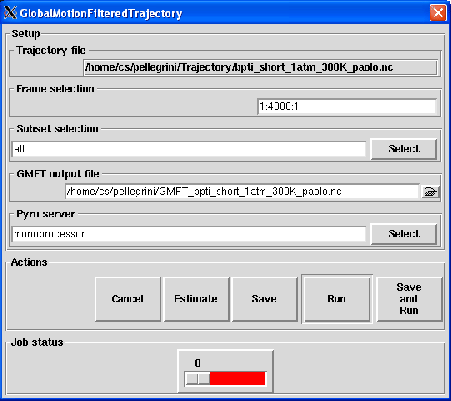 GlobalMotionFilteredTrajectory
Setup
Trajectory file
/home/cs/pellegrini/Trajectory/bpti_short_1atm_300K_paolo.nc
Frame selection
1:4000:1
Subset selection
all
Select
GMFT output file
/home/cs/pellegrini/GMFT_bpti_short_1atm_300K_paolo.nc
Pyro server
monoprocessor
Select
Actions
Cancel
Estimate
Save
Run
Save
and
Run
Job status
0